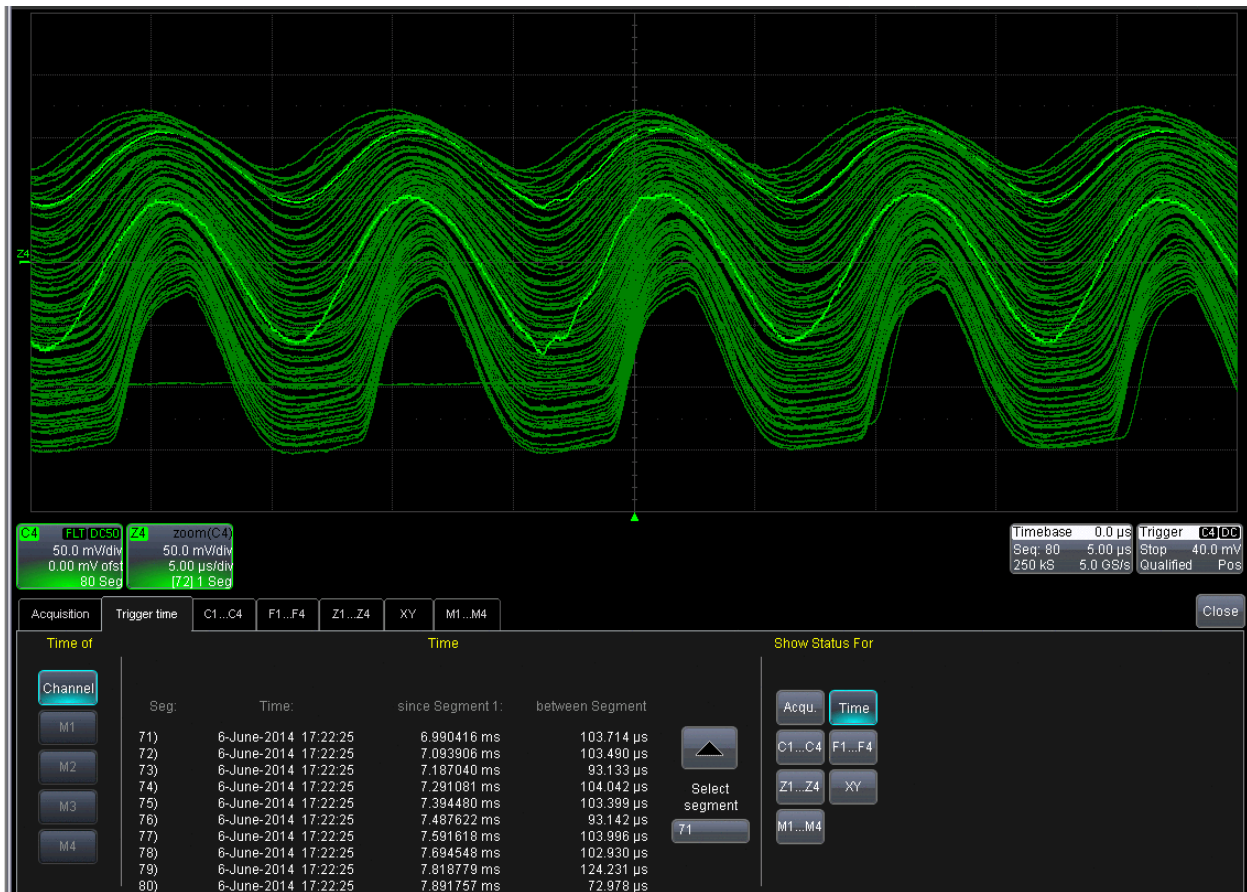 Z4
C4 FLT DC50
50.0 mV/div
0.00 mV ofst
80 Seg
Z4 zoom(C4)
50.0 mV/div
5.00 µs/div
[72] 1 Seg
Timebase 0.0 µs
Seq: 80 5.00 µs
250 kS 5.0 GS/s
Trigger C4 DC
Stop 40.0 mV
Qualified Pos
Acquisition Trigger time C1...C4 F1...F4 Z1...Z4 XY M1...M4
Close
Time of
Channel
M1
M2
M3
M4
Time
Seg: Time: since Segment 1: between Segment
71) 6-June-2014 17:22:25 6.990416 ms 103.714 µs
72) 6-June-2014 17:22:25 7.093906 ms 103.490 µs
73) 6-June-2014 17:22:25 7.187040 ms 93.133 µs
74) 6-June-2014 17:22:25 7.291081 ms 104.042 µs
75) 6-June-2014 17:22:25 7.394480 ms 103.399 µs
76) 6-June-2014 17:22:25 7.487622 ms 93.142 µs
77) 6-June-2014 17:22:25 7.591618 ms 103.996 µs
78) 6-June-2014 17:22:25 7.694548 ms 102.930 µs
79) 6-June-2014 17:22:25 7.818779 ms 124.231 µs
80) 6-June-2014 17:22:25 7.891757 ms 72.978 µs
Select
segment
71
Show Status For
Acqu. Time
C1...C4 F1...F4
Z1...Z4 XY
M1...M4